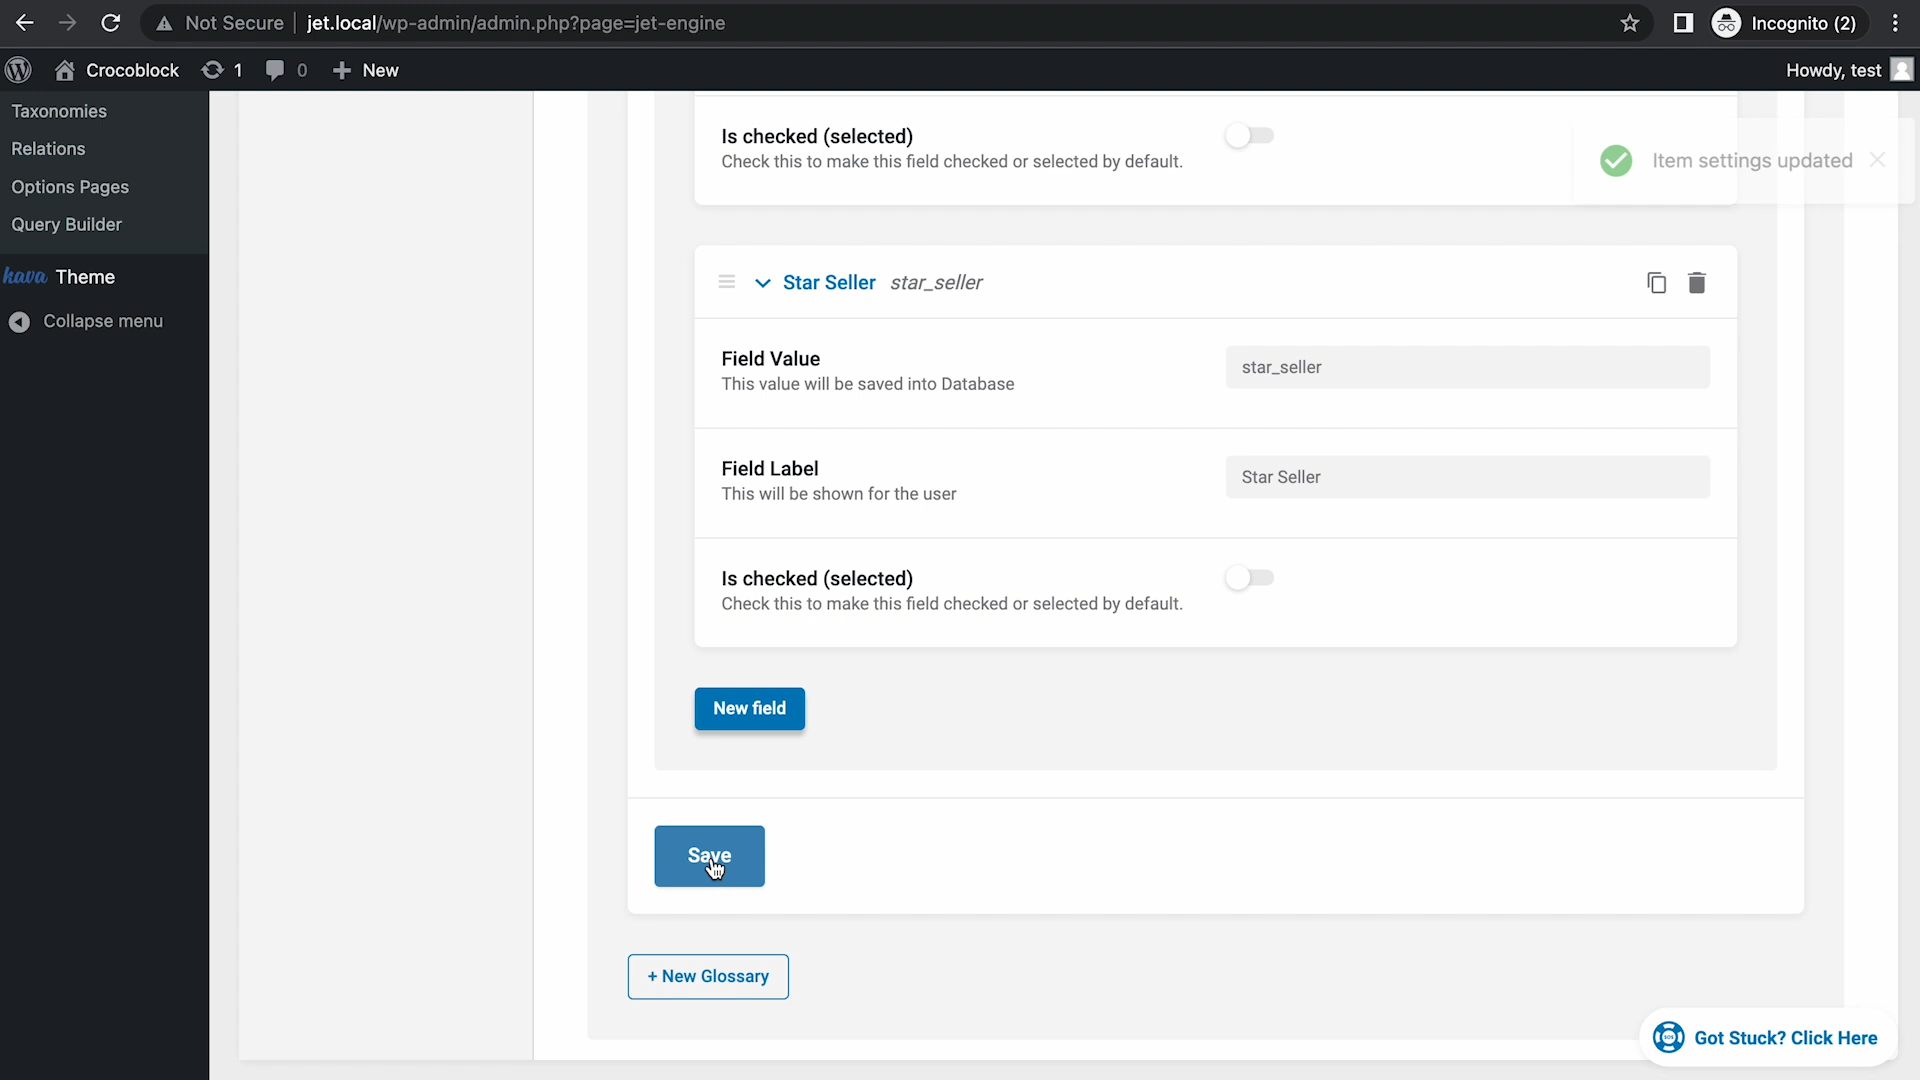 Not Secure jet.local/wp-admin/admin.php?page=jet-engine Incognito (2)
Crocoblock 1 0 + New Howdy, test
Taxonomies
Relations
Options Pages
Query Builder
hava Theme
Collapse menu
Is checked (selected)
Check this to make this field checked or selected by default.
Item settings updated
Star Seller star_seller
Field Value
This value will be saved into Database
star_seller
Field Label
This will be shown for the user
Star Seller
Is checked (selected)
Check this to make this field checked or selected by default.
New field
Save
+ New Glossary
Got Stuck? Click Here